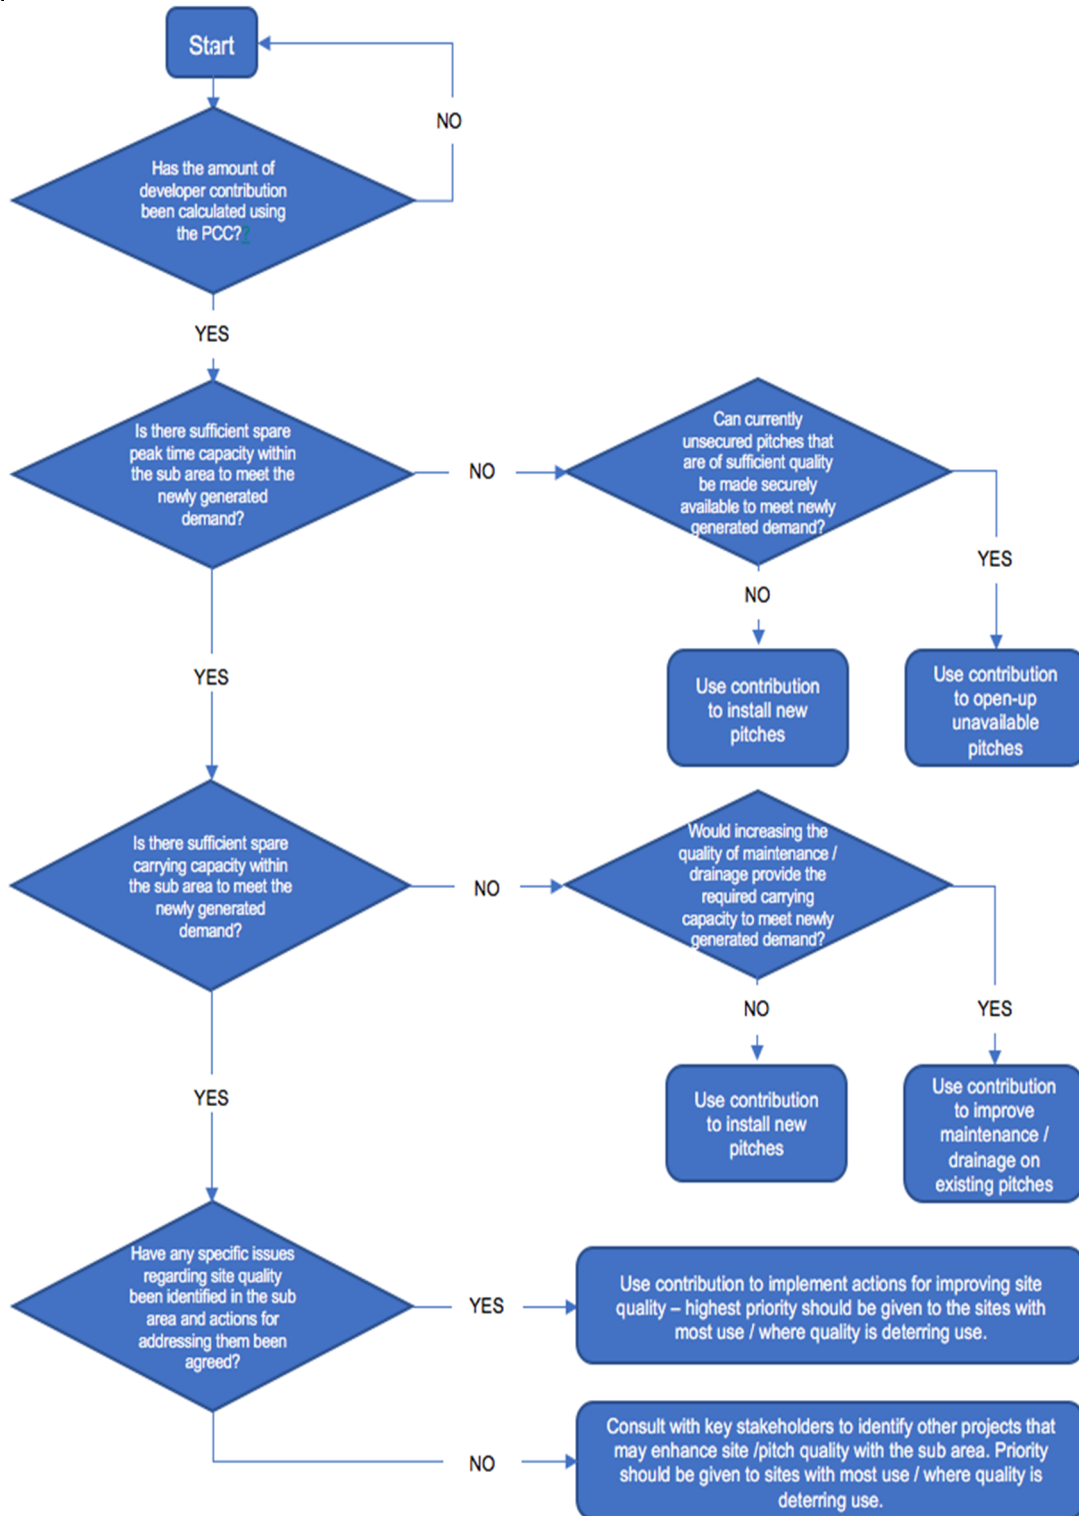 Start
NO
Has the amount of
developer contribution
been calculated using
the PCC??
YES
Is there sufficient spare
peak time capacity within
the sub area to meet the
newly generated
demand?
NO
Can currently
unsecured pitches that
are of sufficient quality
be made securely
available to meet newly
generated demand?
YES
NO
YES
Use contribution
to install new
pitches
Use contribution
to open-up
unavailable
pitches
Is there sufficient spare
carrying capacity within
the sub area to meet the
newly generated
demand?
NO
Would increasing the
quality of maintenance /
drainage provide the
required carrying
capacity to meet newly
generated demand?
NO
YES
YES
Use contribution
to install new
pitches
Use contribution
to improve
maintenance /
drainage on
existing pitches
Have any specific issues
regarding site quality
been identified in the sub
area and actions for
addressing them been
agreed?
YES
Use contribution to implement actions for improving site
quality – highest priority should be given to the sites with
most use / where quality is deterring use.
NO
Consult with key stakeholders to identify other projects that
may enhance site /pitch quality with the sub area. Priority
should be given to sites with most use / where quality is
deterring use.